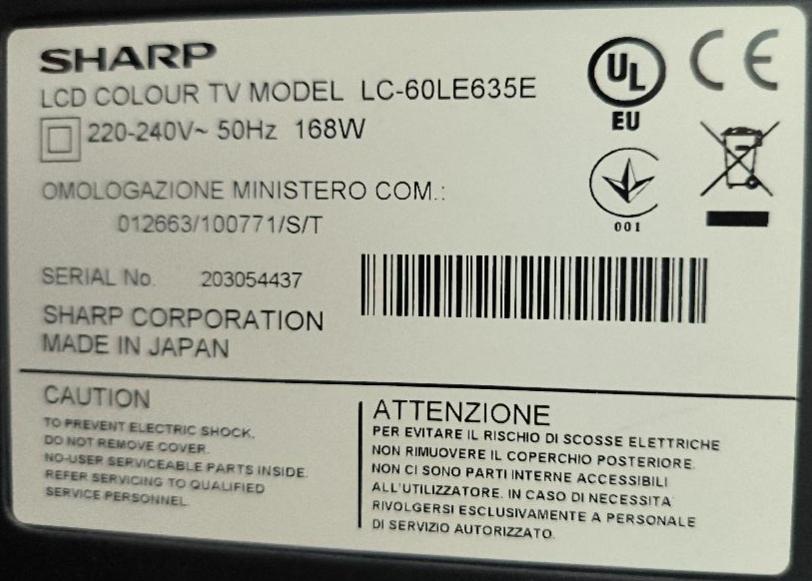 SHARP
LCD COLOUR TV MODEL LC-60LE635E
220-240V~ 50Hz 168W
UL
EU
CE
001
OMOLOGAZIONE MINISTERO COM.:
012663/100771/S/T
SERIAL No. 203054437
SHARP CORPORATION
MADE IN JAPAN
CAUTION
TO PREVENT ELECTRIC SHOCK,
DO NOT REMOVE COVER.
NO-USER SERVICEABLE PARTS INSIDE.
REFER SERVICING TO QUALIFIED
SERVICE PERSONNEL.
ATTENZIONE
PER EVITARE IL RISCHIO DI SCOSSE ELETTRICHE
NON RIMUOVERE IL COPERCHIO POSTERIORE.
NON CI SONO PARTI INTERNE ACCESSIBILI
ALL'UTILIZZATORE. IN CASO DI NECESSITA'
RIVOLGERSI ESCLUSIVAMENTE A PERSONALE
DI SERVIZIO AUTORIZZATO.